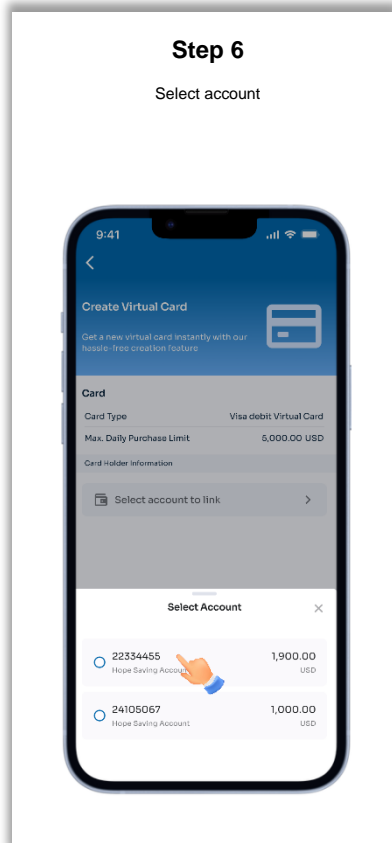 Step 6
Select account
9:41
Create Virtual Card
Get a new virtual card instantly with our
hassle-free creation feature
Card
Card Type Visa debit Virtual Card
Max. Daily Purchase Limit 5,000.00 USD
Card Holder Information
Select account to link
Select Account
22334455 1,900.00
Hope Saving Account USD
24105067 1,000.00
Hope Saving Account USD